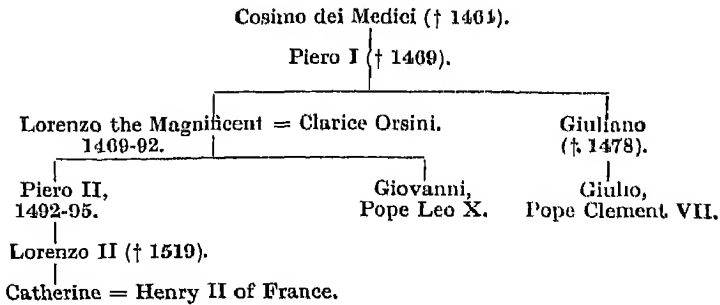 Cosimo dei Medici († 1464).
Piero I († 1469).
Lorenzo the Magnificent = Clarice Orsini.
1469-92.
Giuliano
(†. 1478).
Piero II,
1492-95.
Giovanni,
Pope Leo X.
Giulio,
Pope Clement VII.
Lorenzo II († 1519).
Catherine = Henry II of France.